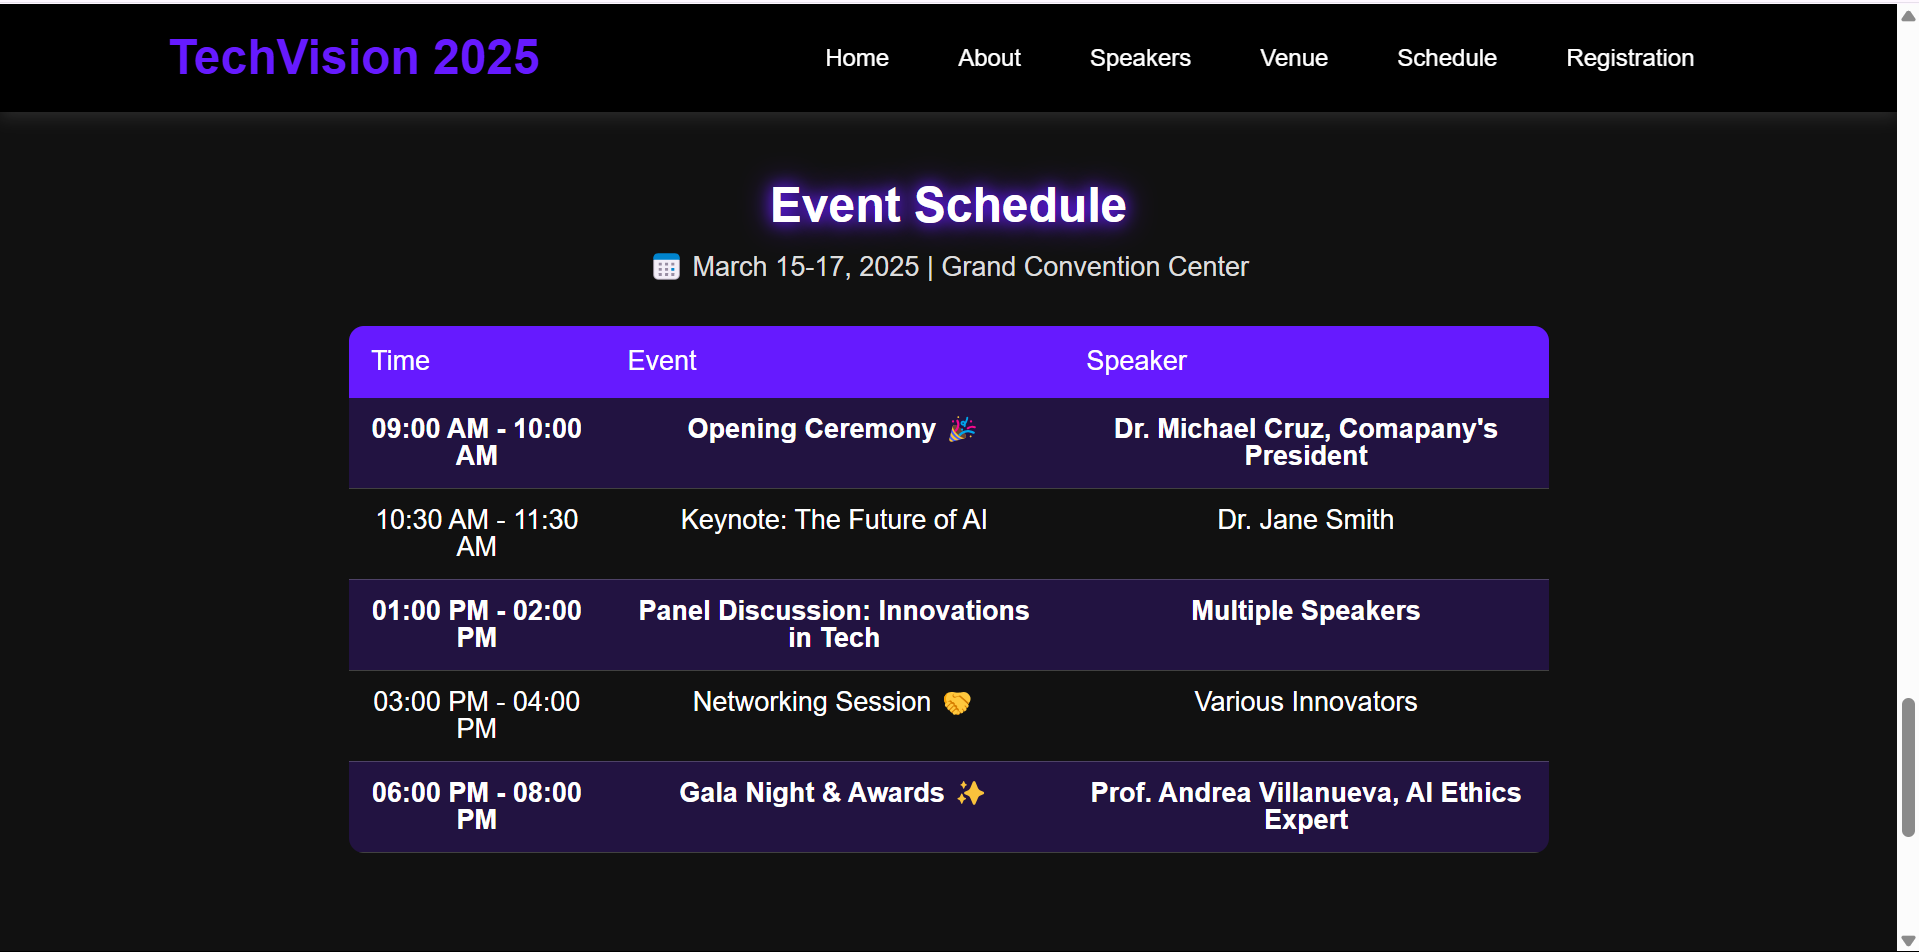 TechVision 2025
Home About Speakers Venue Schedule Registration
Event Schedule
📅 March 15-17, 2025 | Grand Convention Center
Time Event Speaker
09:00 AM - 10:00 Opening Ceremony 🎉 Dr. Michael Cruz, Comapany's
AM President
10:30 AM - 11:30 Keynote: The Future of AI Dr. Jane Smith
AM
01:00 PM - 02:00 Panel Discussion: Innovations Multiple Speakers
PM in Tech
03:00 PM - 04:00 Networking Session 🤝 Various Innovators
PM
06:00 PM - 08:00 Gala Night & Awards ✨ Prof. Andrea Villanueva, AI Ethics
PM Expert